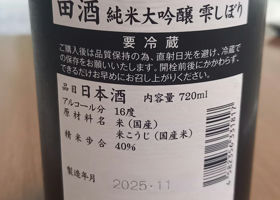 田酒 純米大吟醸 雫しぼり
要冷蔵
ご購入後は品質保持の為、直射日光を避け、冷蔵で
の保存をお願いいたします。開栓前後にかかわらず、
できるだけお早めにお召し上がりください。
品目 日本酒 内容量 720ml
アルコール分 16度
原材料名 米(国産)
米こうじ(国産米)
精米歩合 40%
製造年月 2025-11